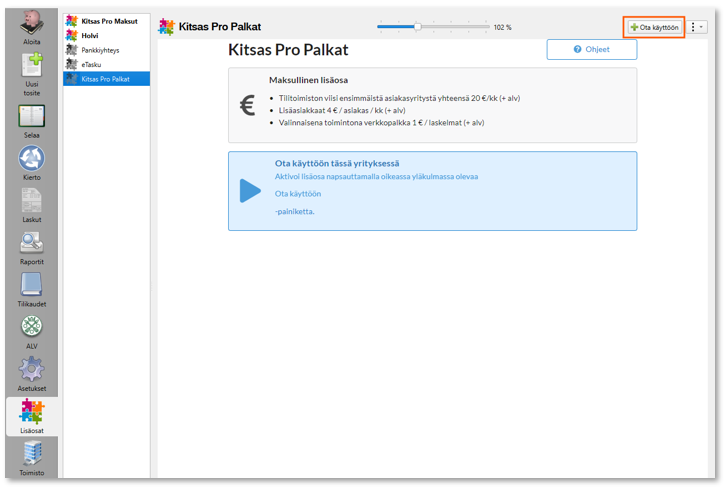 Aloita
Uusi
tosite
Selaa
Kierto
Laskut
Raportit
Tilikaudet
ALV
Asetukset
Lisäosat
Toimisto
Kitsas Pro Maksut
Holvi
Pankkiyhteys
eTasku
Kitsas Pro Palkat
Kitsas Pro Palkat
102 %
Ota käyttöön
Kitsas Pro Palkat
Ohjeet
Maksullinen lisäosa
• Tilitoimiston viisi ensimmäistä asiakasyritystä yhteensä 20 €/kk (+ alv)
• Lisäasiakkaat 4 € / asiakas / kk (+ alv)
• Valinnaisena toimintona verkkopalkka 1 € / laskelmat (+ alv)
Ota käyttöön tässä yrityksessä
Aktivoi lisäosa napsauttamalla oikeassa yläkulmassa olevaa
Ota käyttöön
-painiketta.